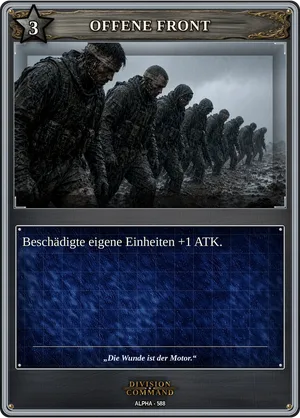 3
OFFENE FRONT
Beschädigte eigene Einheiten +1 ATK.
„Die Wunde ist der Motor.“
DIVISION
COMMAND
ALPHA - 588